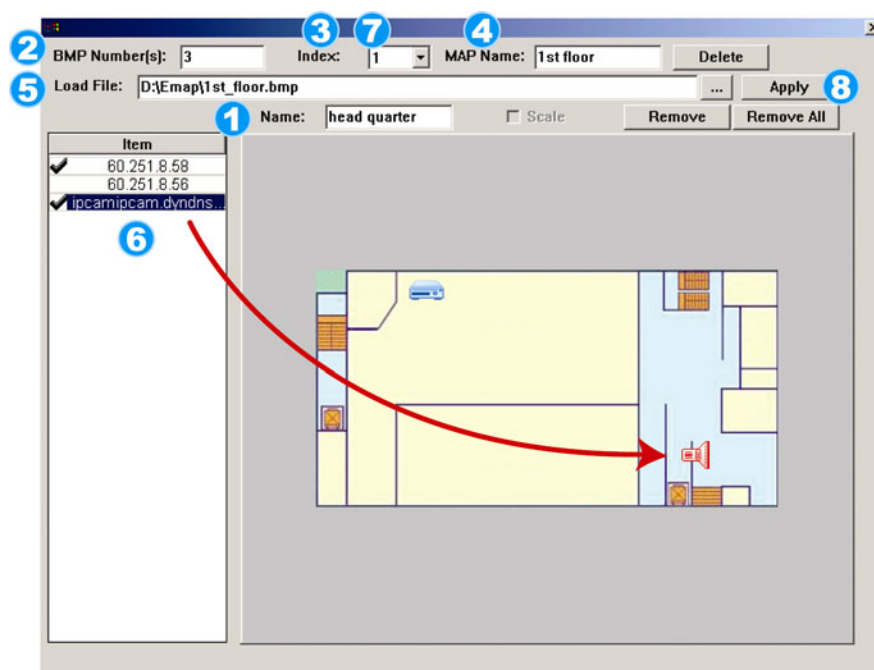 3 7 4
2 BMP Number(s): 3 Index: 1 MAP Name: 1st floor Delete
5 Load File: D:\Emap\1st_floor.bmp ... Apply 8
1 Name: head quarter Scale Remove Remove All
Item
60.251.8.58
60.251.8.56
ipcamipcam.dyndns...
6